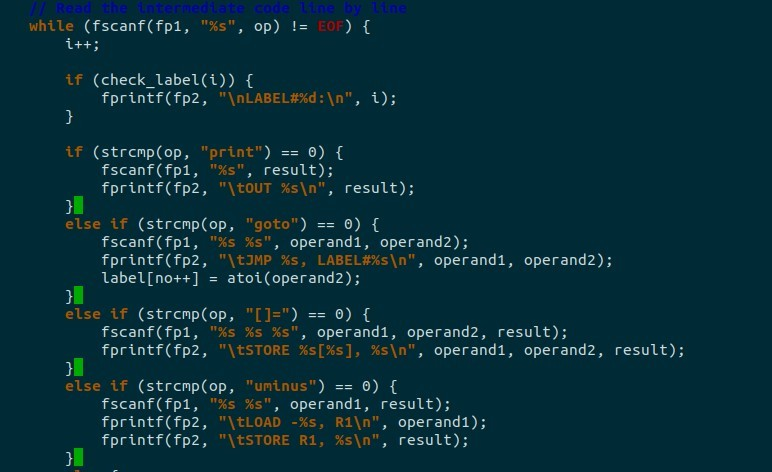 // Read the intermediate code line by line
while (fscanf(fp1, "%s", op) != EOF) {
    i++;

    if (check_label(i)) {
        fprintf(fp2, "\nLABEL#%d:\n", i);
    }

    if (strcmp(op, "print") == 0) {
        fscanf(fp1, "%s", result);
        fprintf(fp2, "\tOUT %s\n", result);
    }
    else if (strcmp(op, "goto") == 0) {
        fscanf(fp1, "%s %s", operand1, operand2);
        fprintf(fp2, "\tJMP %s, LABEL#%s\n", operand1, operand2);
        label[no++] = atoi(operand2);
    }
    else if (strcmp(op, "[]=") == 0) {
        fscanf(fp1, "%s %s %s", operand1, operand2, result);
        fprintf(fp2, "\tSTORE %s[%s], %s\n", operand1, operand2, result);
    }
    else if (strcmp(op, "uminus") == 0) {
        fscanf(fp1, "%s %s", operand1, result);
        fprintf(fp2, "\tLOAD -%s, R1\n", operand1);
        fprintf(fp2, "\tSTORE R1, %s\n", result);
    }